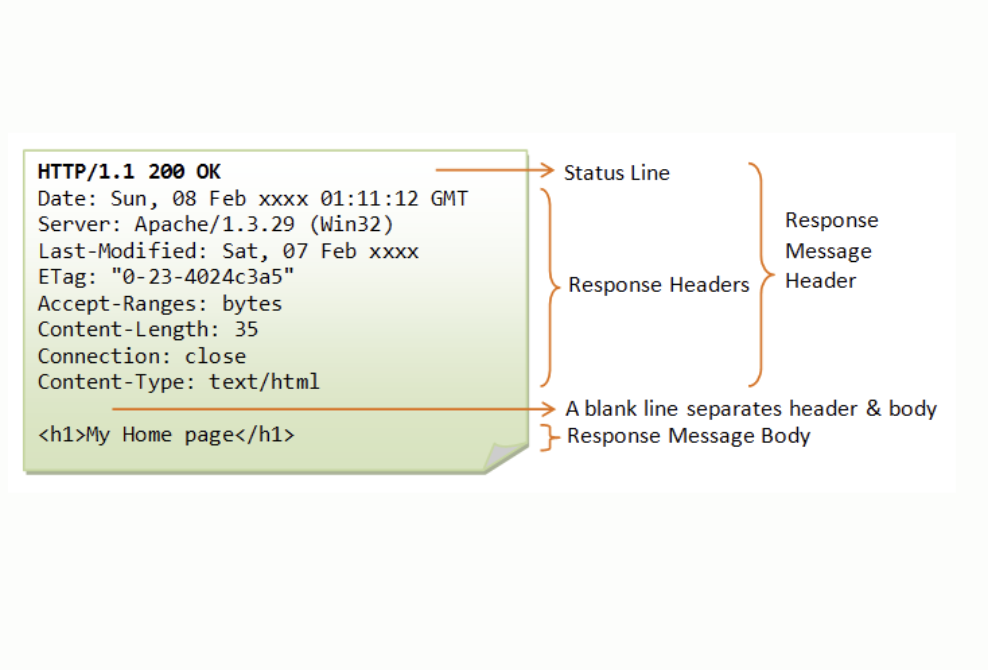 HTTP/1.1 200 OK
Date: Sun, 08 Feb xxxx 01:11:12 GMT
Server: Apache/1.3.29 (Win32)
Last-Modified: Sat, 07 Feb xxxx
ETag: "0-23-4024c3a5"
Accept-Ranges: bytes
Content-Length: 35
Connection: close
Content-Type: text/html
<h1>My Home page</h1>
Status Line
Response Headers
Response
Message
Header
A blank line separates header & body
Response Message Body